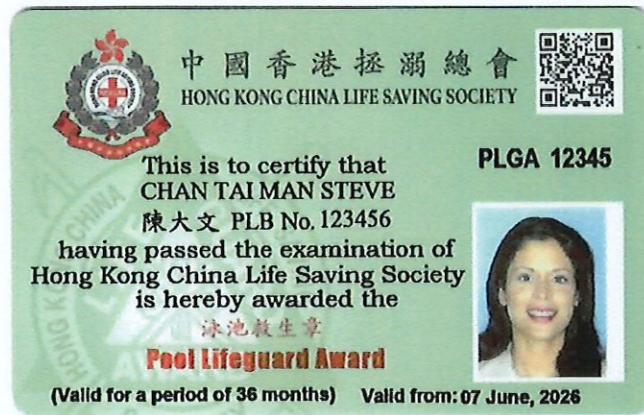 中國香港拯溺總會
HONG KONG CHINA LIFE SAVING SOCIETY
PLGA 12345
This is to certify that
CHAN TAI MAN STEVE
陳大文 PLB No. 123456
having passed the examination of
Hong Kong China Life Saving Society
is hereby awarded the
泳池救生章
Pool Lifeguard Award
(Valid for a period of 36 months) Valid from: 07 June, 2026